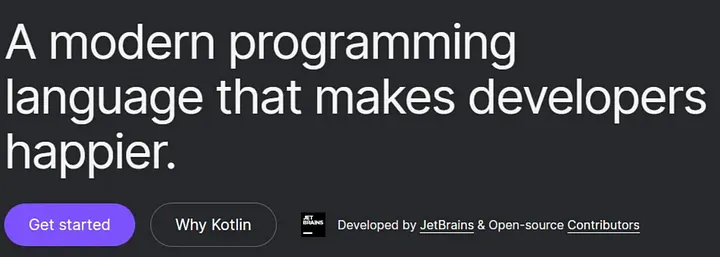 A modern programming
language that makes developers
happier.
Get started
Why Kotlin
JET
BRAINS
Developed by JetBrains & Open-source Contributors